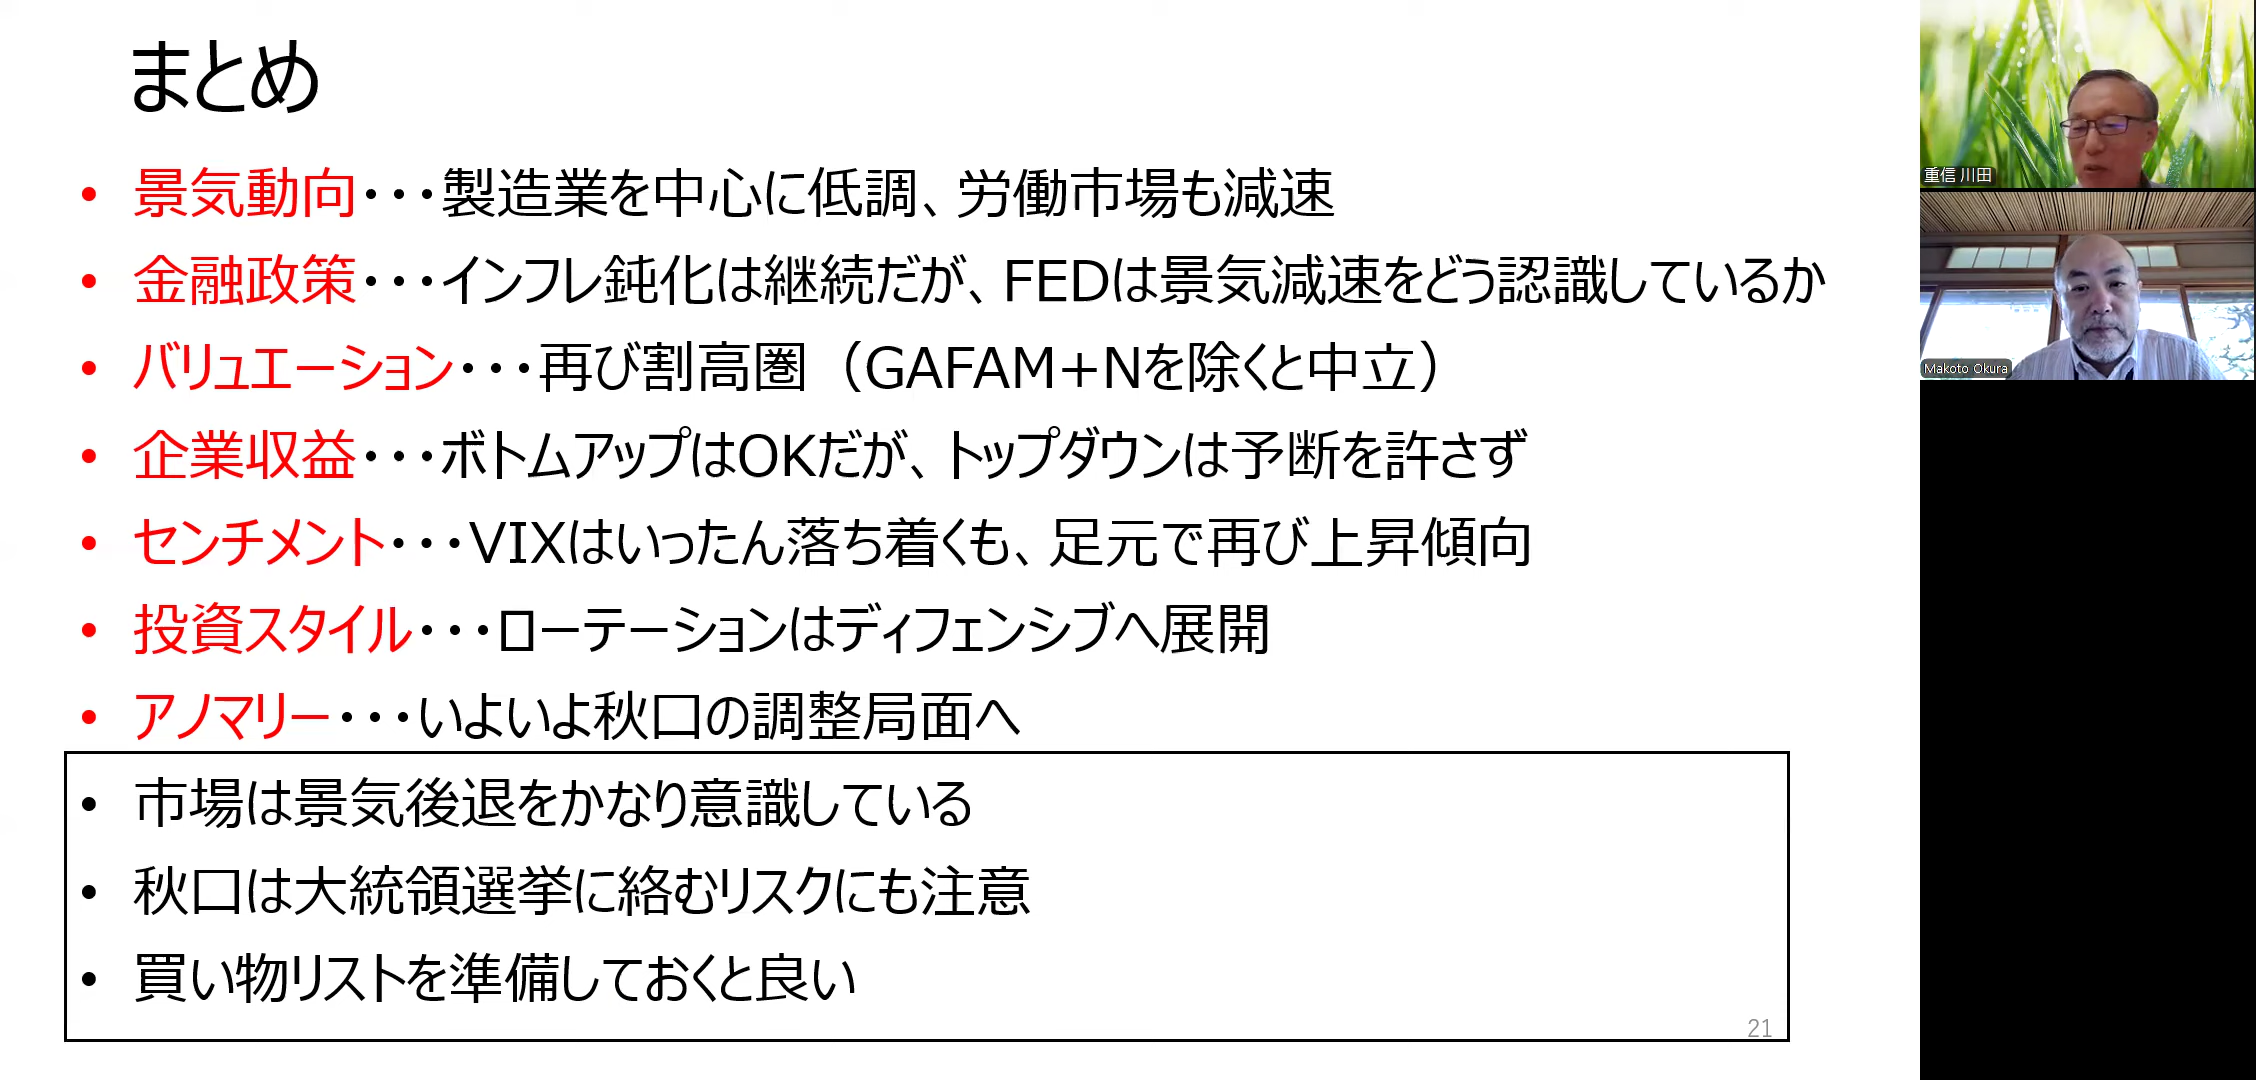 まとめ
• 景気動向・・・製造業を中心に低調、労働市場も減速
• 金融政策・・・インフレ鈍化は継続だが、FEDは景気減速をどう認識しているか
• バリュエーション・・・再び割高圏（GAFAM+Nを除くと中立）
• 企業収益・・・ボトムアップはOKだが、トップダウンは予断を許さず
• センチメント・・・VIXはいったん落ち着くも、足元で再び上昇傾向
• 投資スタイル・・・ローテーションはディフェンシブへ展開
• アノマリー・・・いよいよ秋口の調整局面へ
• 市場は景気後退をかなり意識している
• 秋口は大統領選挙に絡むリスクにも注意
• 買い物リストを準備しておくと良い
21
重信 川田
Makoto Okura